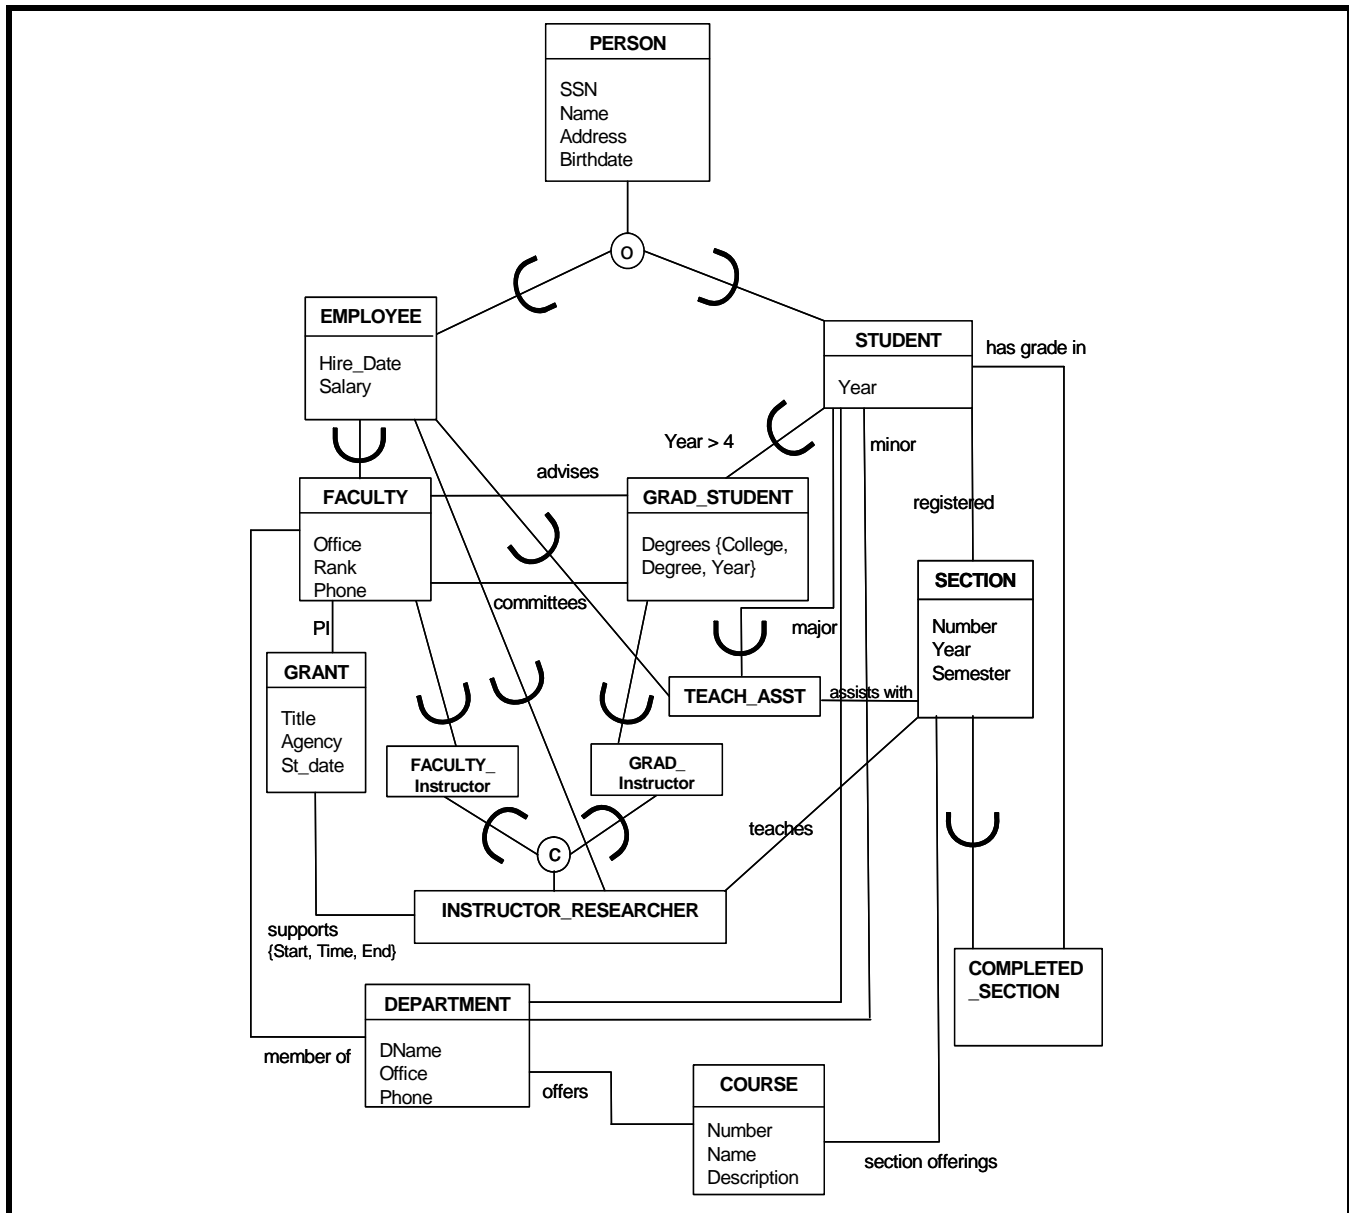 PERSON
SSN
Name
Address
Birthdate
O
EMPLOYEE
Hire_Date
Salary
STUDENT
Year
has grade in
Year > 4
minor
advises
FACULTY
Office
Rank
Phone
GRAD_STUDENT
Degrees {College,
Degree, Year}
registered
SECTION
Number
Year
Semester
committees
PI
major
GRANT
Title
Agency
St_date
TEACH_ASST
assists with
FACULTY_
Instructor
GRAD_
Instructor
teaches
C
INSTRUCTOR_RESEARCHER
supports
{Start, Time, End}
COMPLETED
_SECTION
DEPARTMENT
DName
Office
Phone
member of
offers
COURSE
Number
Name
Description
section offerings